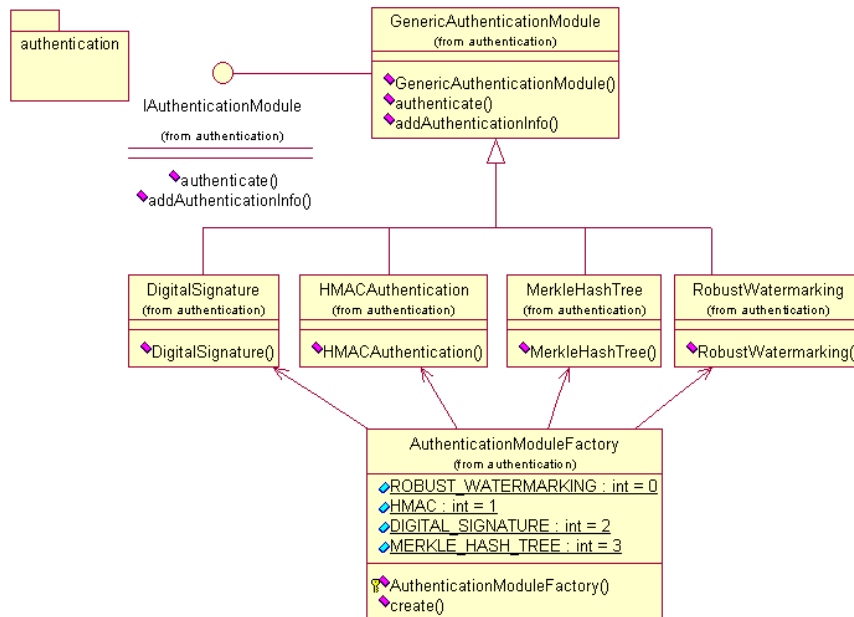 authentication
GenericAuthenticationModule
(from authentication)
GenericAuthenticationModule()
authenticate()
addAuthenticationInfo()
IAuthenticationModule
(from authentication)
authenticate()
addAuthenticationInfo()
DigitalSignature
(from authentication)
DigitalSignature()
HMACAuthentication
(from authentication)
HMACAuthentication()
MerkleHashTree
(from authentication)
MerkleHashTree()
RobustWatermarking
(from authentication)
RobustWatermarking(
AuthenticationModuleFactory
(from authentication)
ROBUST_WATERMARKING : int = 0
HMAC : int = 1
DIGITAL_SIGNATURE : int = 2
MERKLE_HASH_TREE : int = 3
AuthenticationModuleFactory()
create()